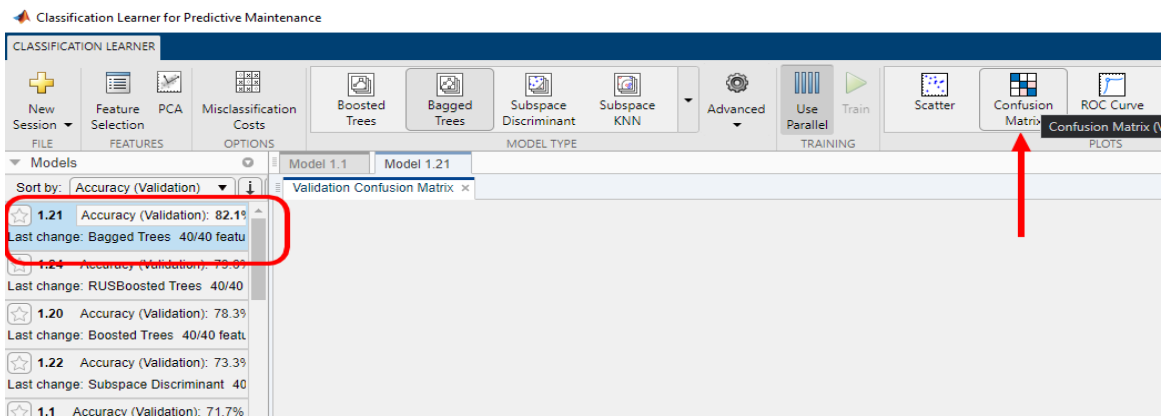 Classification Learner for Predictive Maintenance
CLASSIFICATION LEARNER
New Session
Feature Selection
PCA
Misclassification Costs
Boosted Trees
Bagged Trees
Subspace Discriminant
Subspace KNN
Advanced
Use Parallel
Train
Scatter
Confusion Matrix
ROC Curve
Confusion Matrix (V
FILE
FEATURES
OPTIONS
MODEL TYPE
TRAINING
PLOTS
Models
Model 1.1
Model 1.21
Sort by: Accuracy (Validation)
Validation Confusion Matrix
1.21 Accuracy (Validation): 82.1%
Last change: Bagged Trees 40/40 featu
1.24 Accuracy (Validation):
Last change: RUSBoosted Trees 40/40
1.20 Accuracy (Validation): 78.3%
Last change: Boosted Trees 40/40 featu
1.22 Accuracy (Validation): 73.3%
Last change: Subspace Discriminant 40
1.1 Accuracy (Validation): 71.7%